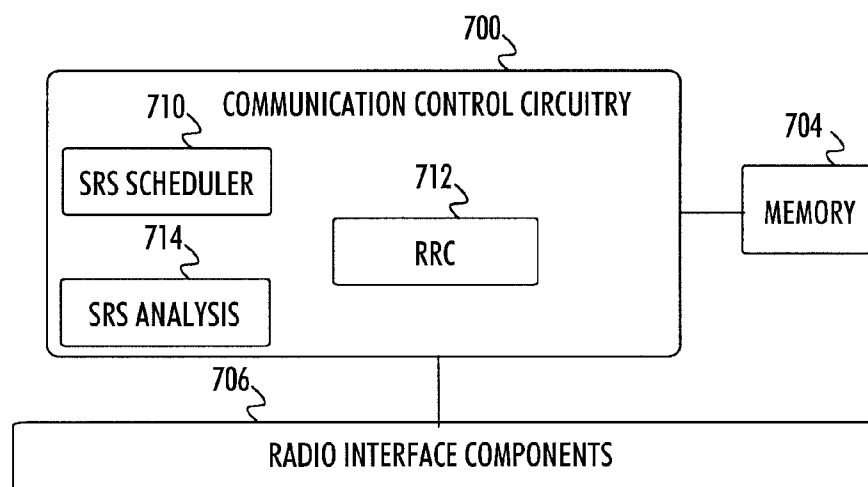 700
COMMUNICATION CONTROL CIRCUITRY
710
SRS SCHEDULER
704
MEMORY
712
RRC
714
SRS ANALYSIS
706
RADIO INTERFACE COMPONENTS